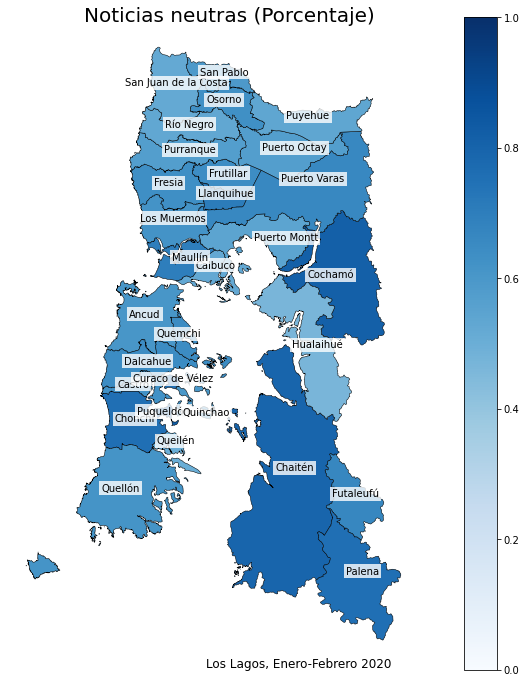 Noticias neutras (Porcentaje)
1.0
San Pablo
San Juan de la Costa
Osorno
Puyehue
Río Negro
0.8
Purranque
Puerto Octay
Frutillar
Fresia
Puerto Varas
Llanquihue
Los Muermos
Puerto Montt
Maullín
Calbuco
Cochamó
0.6
Ancud
Quemchi
Hualaihué
Dalcahue
Curaco de Vélez
Castro
0.4
Puqueldón
Quinchao
Chonchi
Queilén
Chaitén
Quellón
Futaleufú
0.2
Palena
Los Lagos, Enero-Febrero 2020
0.0